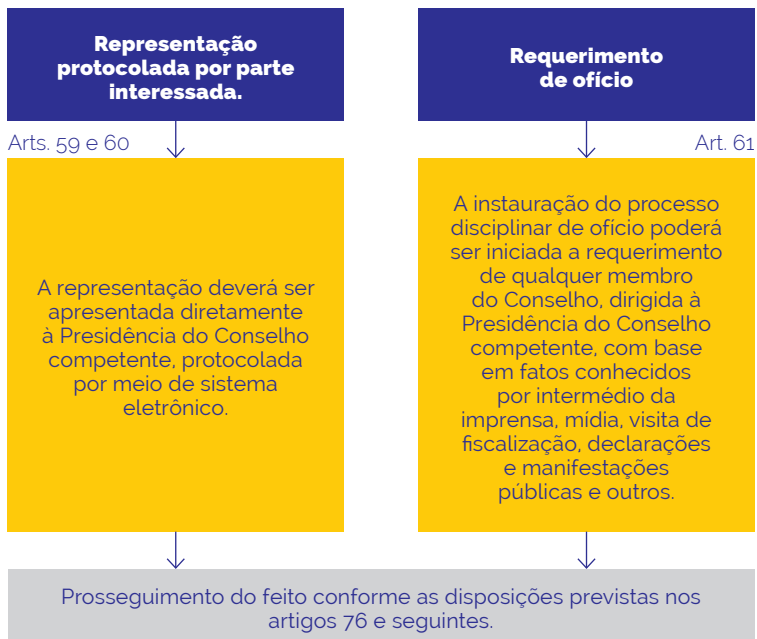 Representação
protocolada por parte
interessada.
Arts. 59 e 60
A representação deverá ser
apresentada diretamente
à Presidência do Conselho
competente, protocolada
por meio de sistema
eletrônico.
Requerimento
de ofício
Art. 61
A instauração do processo
disciplinar de ofício poderá
ser iniciada a requerimento
de qualquer membro
do Conselho, dirigida à
Presidência do Conselho
competente, com base
em fatos conhecidos
por intermédio da
imprensa, mídia, visita de
fiscalização, declarações
e manifestações
públicas e outros.
Prosseguimento do feito conforme as disposições previstas nos
artigos 76 e seguintes.